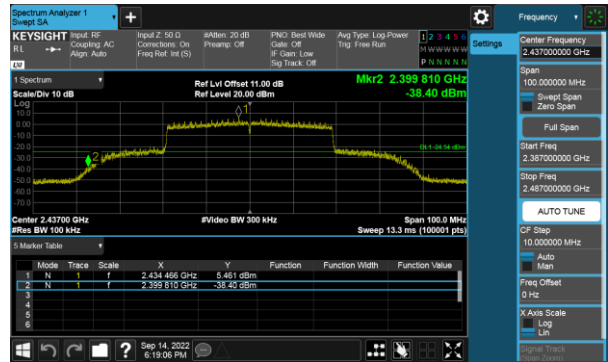 Spectrum Analyzer 1
Swept SA
+
Frequency
KEYSIGHT Input: RF Input Z: 50 Ω #Atten: 20 dB PNO: Best Wide Avg Type: Log-Power 1 2 3 4 5 6
RL Coupling: AC Corrections: On Preamp: Off Gate: Off Trig: Free Run M W W W W W
Align: Auto Freq Ref: Int (S) IF Gain: Low P N N N N N
Sig Track: Off
LXI
1 Spectrum
Ref Lvl Offset 11.00 dB Mkr2 2.399 810 GHz
Scale/Div 10 dB Ref Level 20.00 dBm -38.40 dBm
Log
10.0
0.00
-10.0
-20.0
-30.0
-40.0
-50.0
-60.0
-70.0
1
2
DL1 -24.54 dBm
Center 2.43700 GHz #Video BW 300 kHz Span 100.0 MHz
#Res BW 100 kHz Sweep 13.3 ms (100001 pts)
5 Marker Table
Mode Trace Scale X Y Function Function Width Function Value
1 N 1 f 2.434 466 GHz 5.461 dBm
2 N 1 f 2.399 810 GHz -38.40 dBm
3
4
5
6
?
Sep 14, 2022
6:19:06 PM
Settings
Center Frequency
2.437000000 GHz
Span
100.000000 MHz
Swept Span
Zero Span
Full Span
Start Freq
2.387000000 GHz
Stop Freq
2.487000000 GHz
AUTO TUNE
CF Step
10.000000 MHz
Auto
Man
Freq Offset
0 Hz
X Axis Scale
Log
Lin
Signal Track
(Span Zoom)